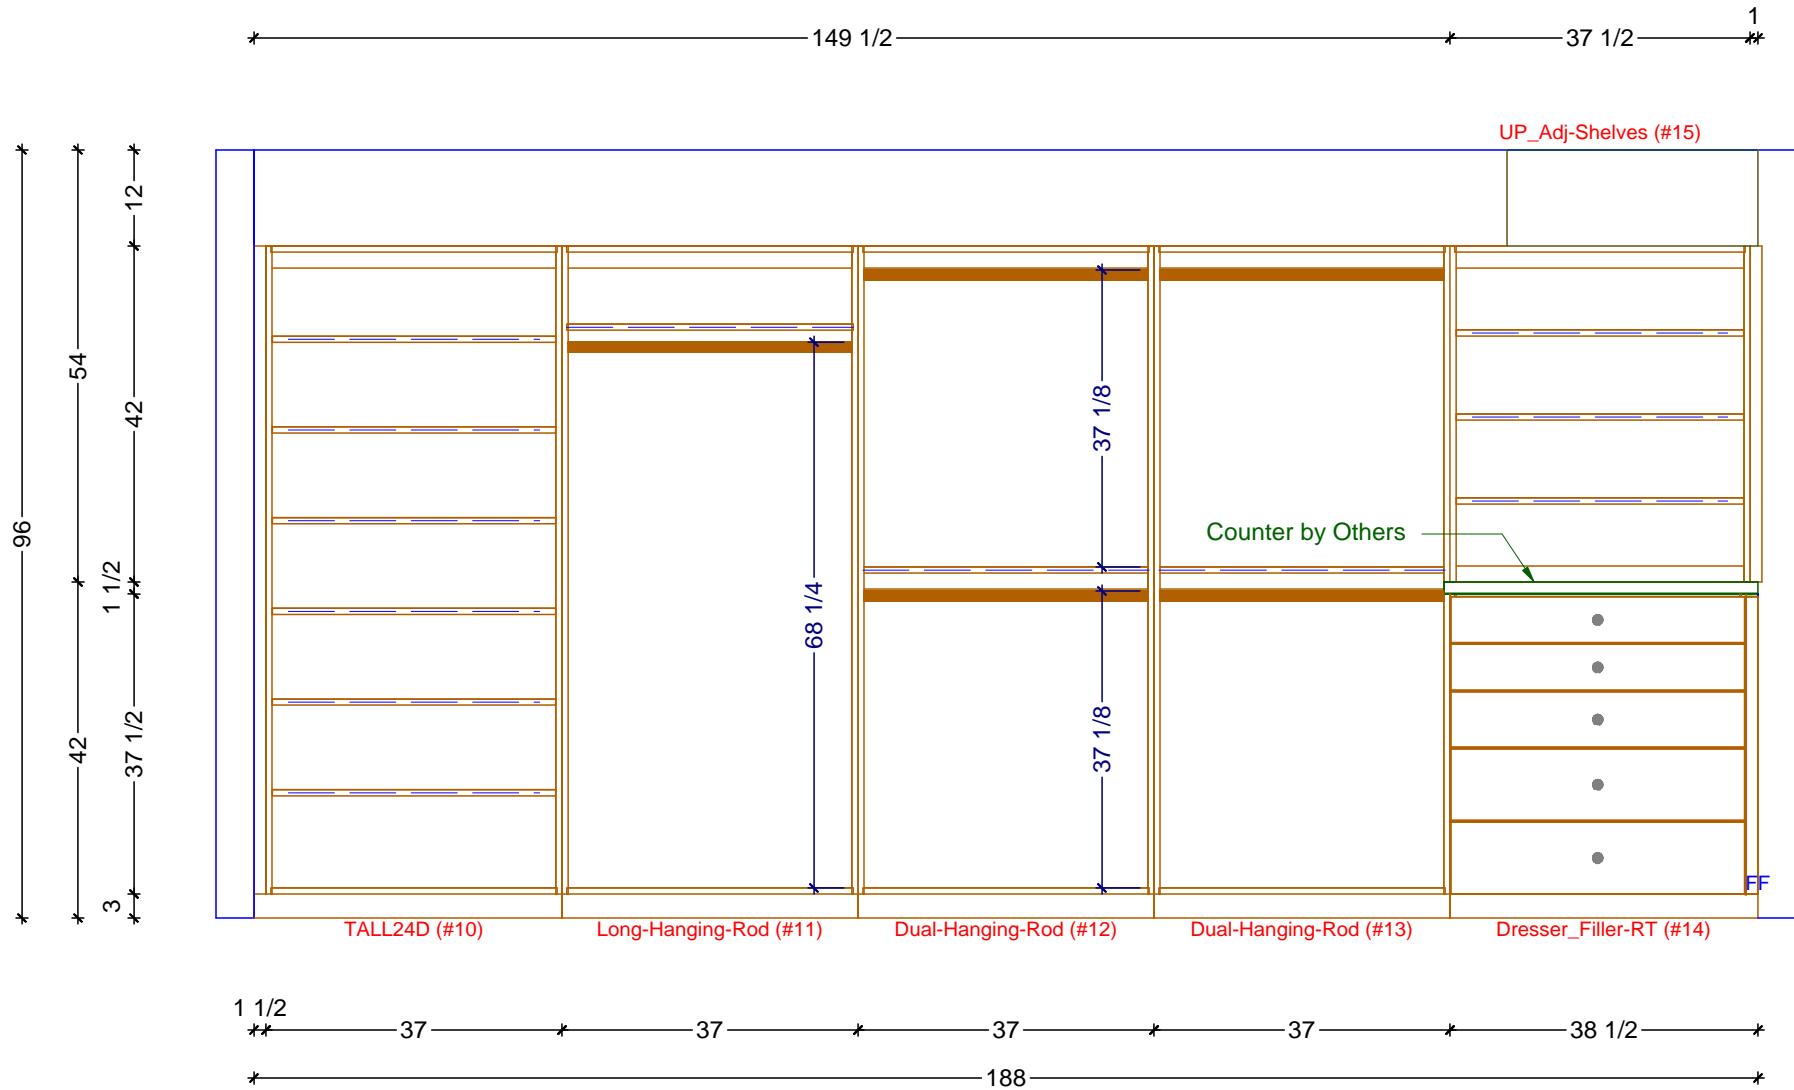 1
149 1/2
37 1/2
UP_Adj-Shelves (#15)
12
54
42
37 1/8
96
Counter by Others
1 1/2
68 1/4
42
37 1/2
37 1/8
3
FF
TALL24D (#10)
Long-Hanging-Rod (#11)
Dual-Hanging-Rod (#12)
Dual-Hanging-Rod (#13)
Dresser_Filler-RT (#14)
1 1/2
37
37
37
37
38 1/2
188